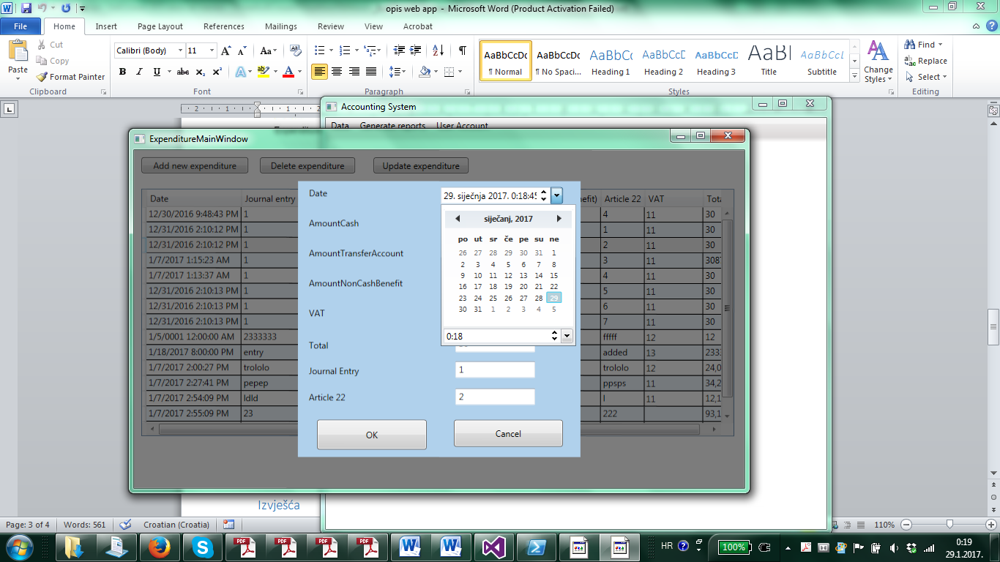 opis web app - Microsoft Word (Product Activation Failed)
File Home Insert Page Layout References Mailings Review View Acrobat
Paste
Cut
Copy
Format Painter
Clipboard
Calibri (Body) 11
Font
Paragraph
AaBbCcDc AaBbCcDc AaBbCc AaBbCcD AaBbCcD AaBl AaBbCcD
¶ Normal ¶ No Spaci... Heading 1 Heading 2 Heading 3 Title Subtitle
Change Styles
Styles
Find
Replace
Select
Editing
Accounting System
Data Generate reports User Account
ExpenditureMainWindow
Add new expenditure Delete expenditure Update expenditure
Date Journal entry Article 22 VAT
12/30/2016 9:48:43 PM 1 4 11 30
12/31/2016 2:10:12 PM 1 1 11 30
12/31/2016 2:10:12 PM 1 2 11 30
1/7/2017 1:15:23 AM 1 3 11 308
1/7/2017 1:13:37 AM 1 4 11 30
12/31/2016 2:10:13 PM 1 5 11 30
12/31/2016 2:10:13 PM 1 6 11 30
12/31/2016 2:10:13 PM 1 7 11 30
1/5/0001 12:00:00 AM 2333333 fffff 12 12
1/18/2017 8:00:00 PM entry added 13 233
1/7/2017 2:00:27 PM trololo trololo 12 24,0
1/7/2017 2:27:41 PM pepep ppsps 11 34,2
1/7/2017 2:54:09 PM ldld l 11 12,1
1/7/2017 2:55:09 PM 23 222 93,1
Date 29. siječnja 2017. 0:18:45
AmountCash
AmountTransferAccount
AmountNonCashBenefit
VAT
Total
Journal Entry 1
Article 22 2
OK Cancel
siječanj, 2017
po ut sr če pe su ne
26 27 28 29 30 31 1
2 3 4 5 6 7 8
9 10 11 12 13 14 15
16 17 18 19 20 21 22
23 24 25 26 27 28 29
30 31 1 2 3 4 5
0:18
Izvješća
Page: 3 of 4 Words: 561 Croatian (Croatia) 110%
HR 100% 0:19
29.1.2017.